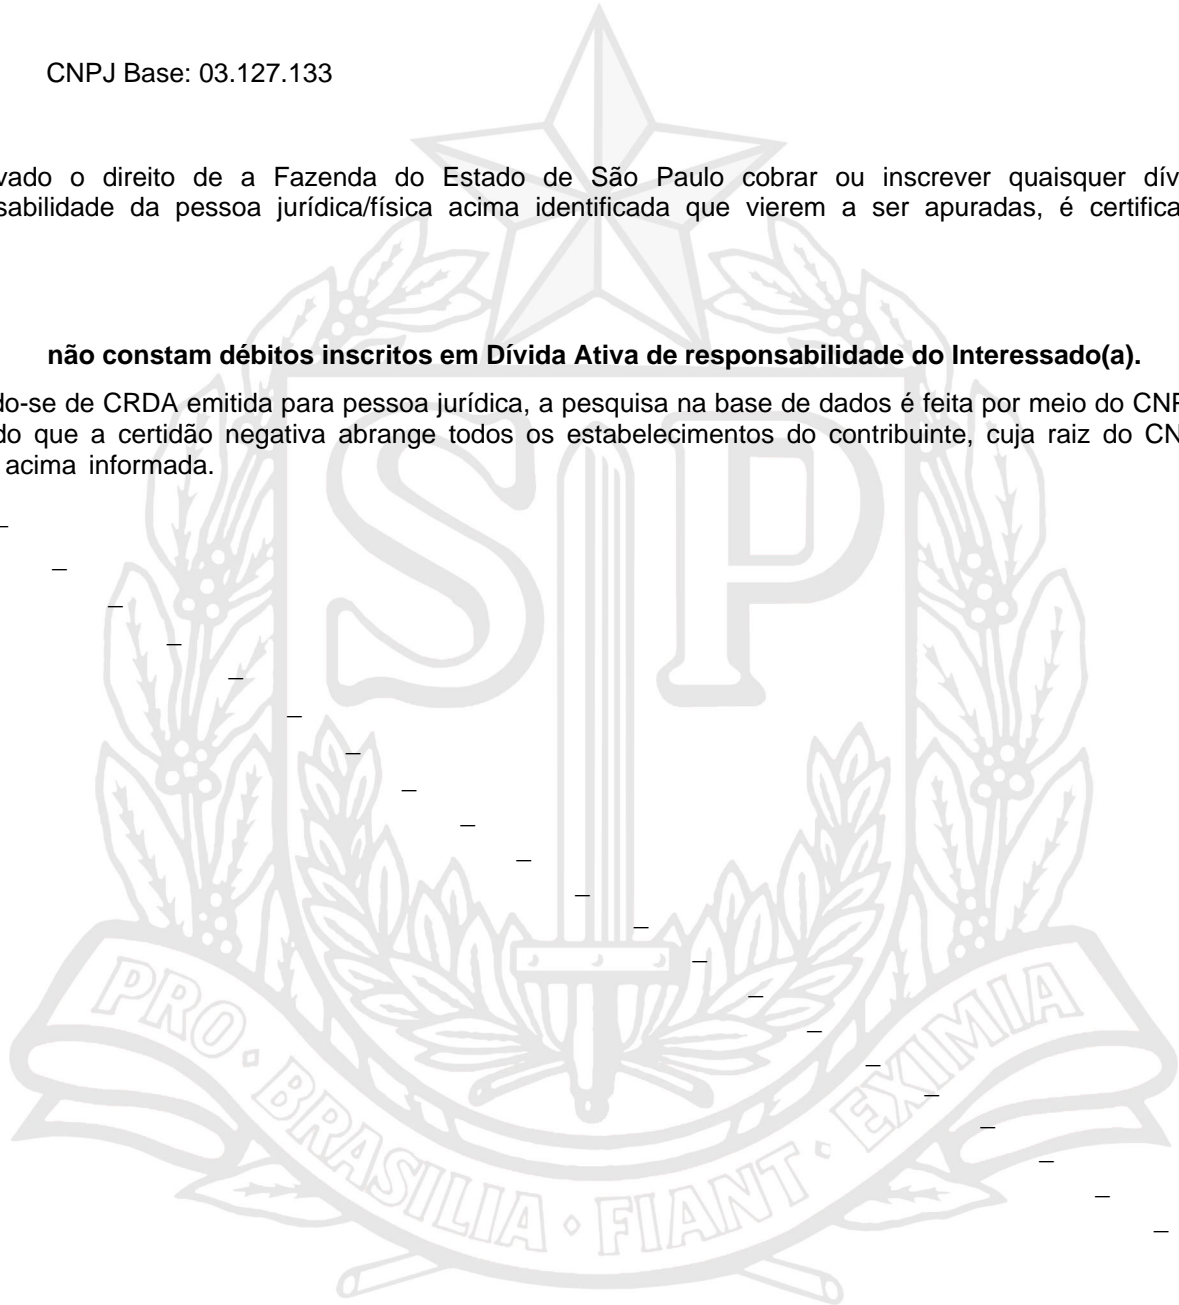 CNPJ Base: 03.127.133
vado o direito de a Fazenda do Estado de São Paulo cobrar ou inscrever quaisquer dív
sabilidade da pessoa jurídica/física acima identificada que vierem a ser apuradas, é certifica
não constam débitos inscritos em Dívida Ativa de responsabilidade do Interessado(a).
do-se de CRDA emitida para pessoa jurídica, a pesquisa na base de dados é feita por meio do CNP
do que a certidão negativa abrange todos os estabelecimentos do contribuinte, cuja raiz do CN
acima informada.
SP
PRO • BRASILIA • FIANT • EXIMIA